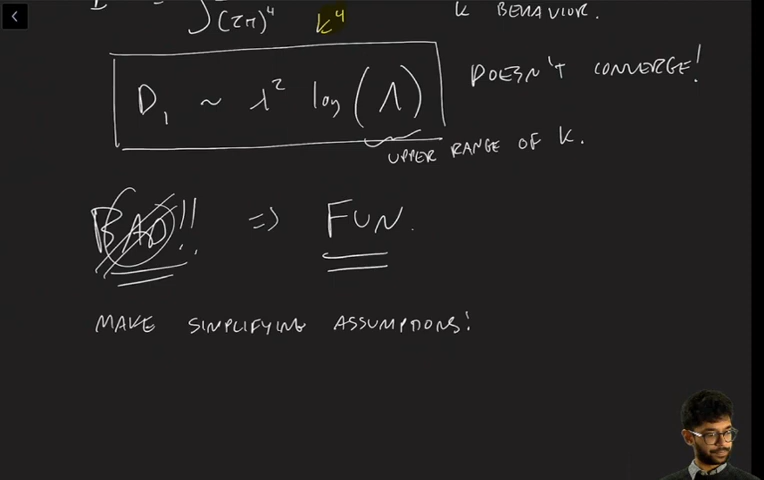 ∫ (2π)⁴ k⁴
k BEHAVIOR.
DOESN'T CONVERGE!
D₁ ~ λ² log(Λ)
UPPER RANGE OF k.
BAD!! => FUN.
MAKE SIMPLIFYING ASSUMPTIONS!